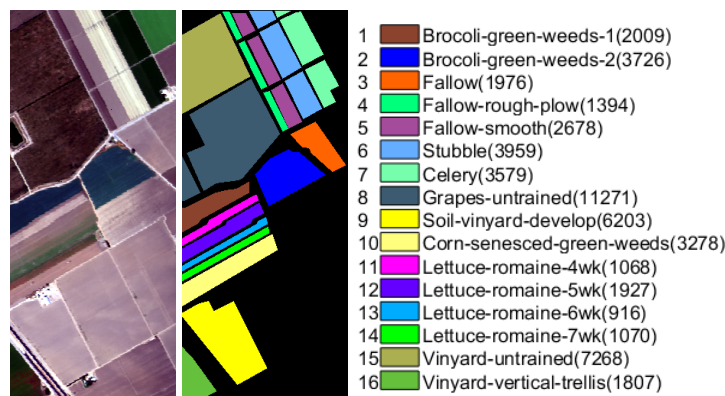 1 Brocoli-green-weeds-1(2009)
2 Brocoli-green-weeds-2(3726)
3 Fallow(1976)
4 Fallow-rough-plow(1394)
5 Fallow-smooth(2678)
6 Stubble(3959)
7 Celery(3579)
8 Grapes-untrained(11271)
9 Soil-vinyard-develop(6203)
10 Corn-senesced-green-weeds(3278)
11 Lettuce-romaine-4wk(1068)
12 Lettuce-romaine-5wk(1927)
13 Lettuce-romaine-6wk(916)
14 Lettuce-romaine-7wk(1070)
15 Vinyard-untrained(7268)
16 Vinyard-vertical-trellis(1807)